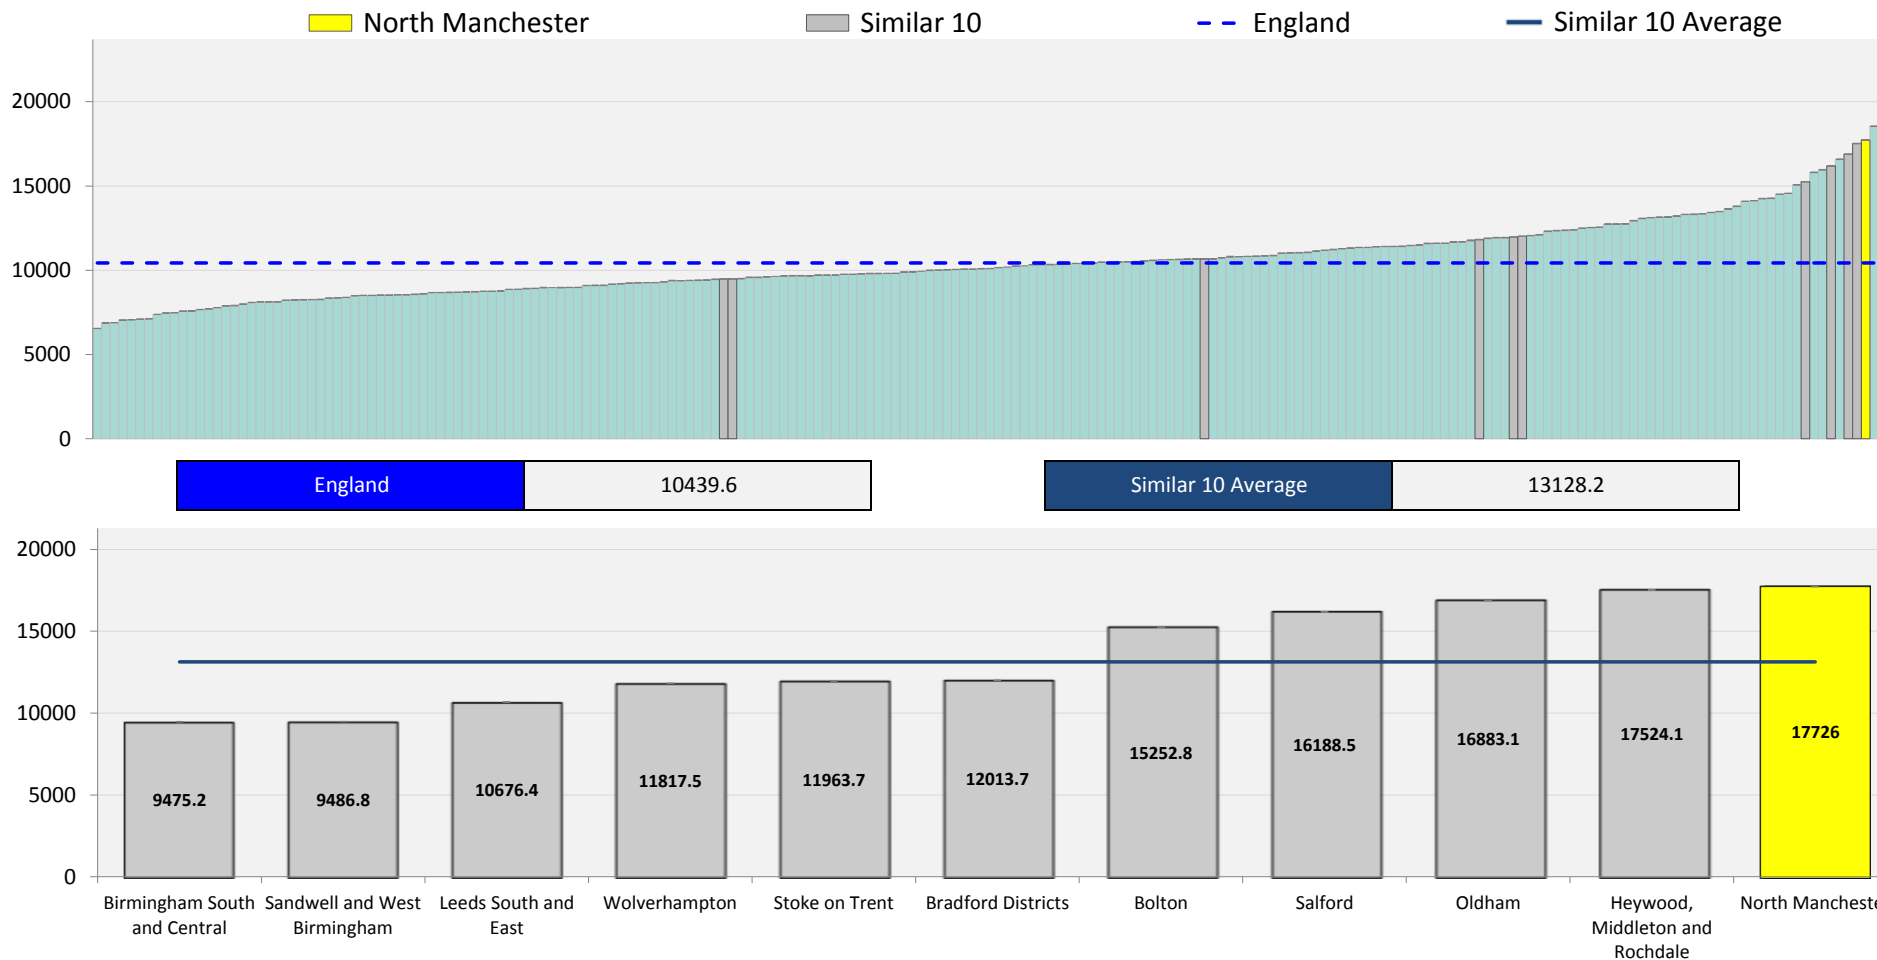 North Manchester Similar 10 England Similar 10 Average
20000
15000
10000
5000
0
England 10439.6 Similar 10 Average 13128.2
20000
15000
10000
5000
0
9475.2 9486.8 10676.4 11817.5 11963.7 12013.7 15252.8 16188.5 16883.1 17524.1 17726
Birmingham South and Central
Sandwell and West Birmingham
Leeds South and East
Wolverhampton
Stoke on Trent
Bradford Districts
Bolton
Salford
Oldham
Heywood, Middleton and Rochdale
North Mancheste